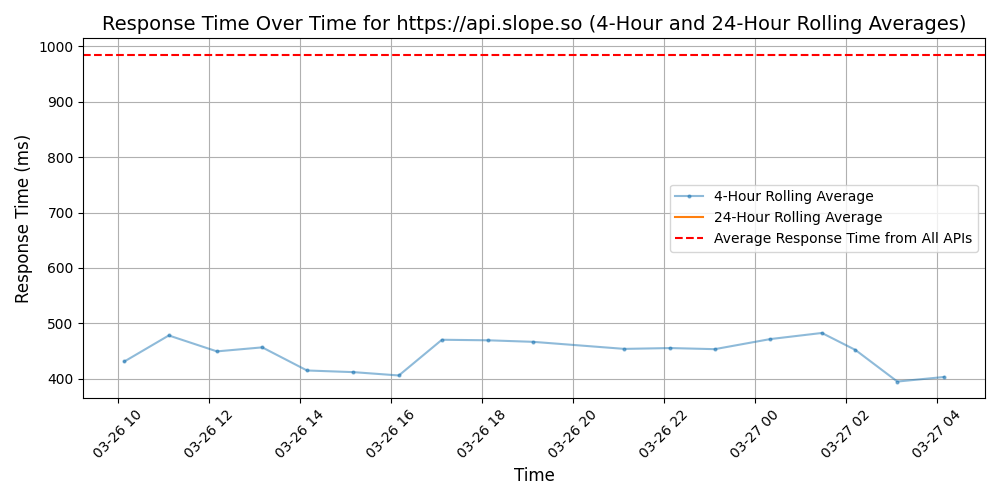 Response Time Over Time for https://api.slope.so (4-Hour and 24-Hour Rolling Averages)
Response Time (ms)
1000
900
800
700
600
500
400
4-Hour Rolling Average
24-Hour Rolling Average
Average Response Time from All APIs
03-26 10
03-26 12
03-26 14
03-26 16
03-26 18
03-26 20
03-26 22
03-27 00
03-27 02
03-27 04
Time